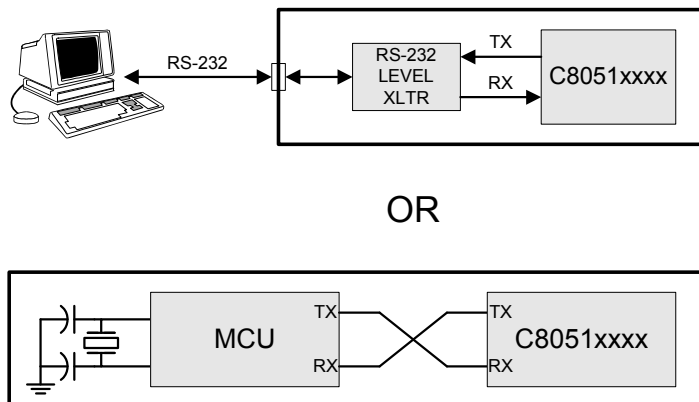 RS-232
RS-232
LEVEL
XLTR
TX
RX
C8051xxxx
OR
MCU
TX
RX
TX
RX
C8051xxxx